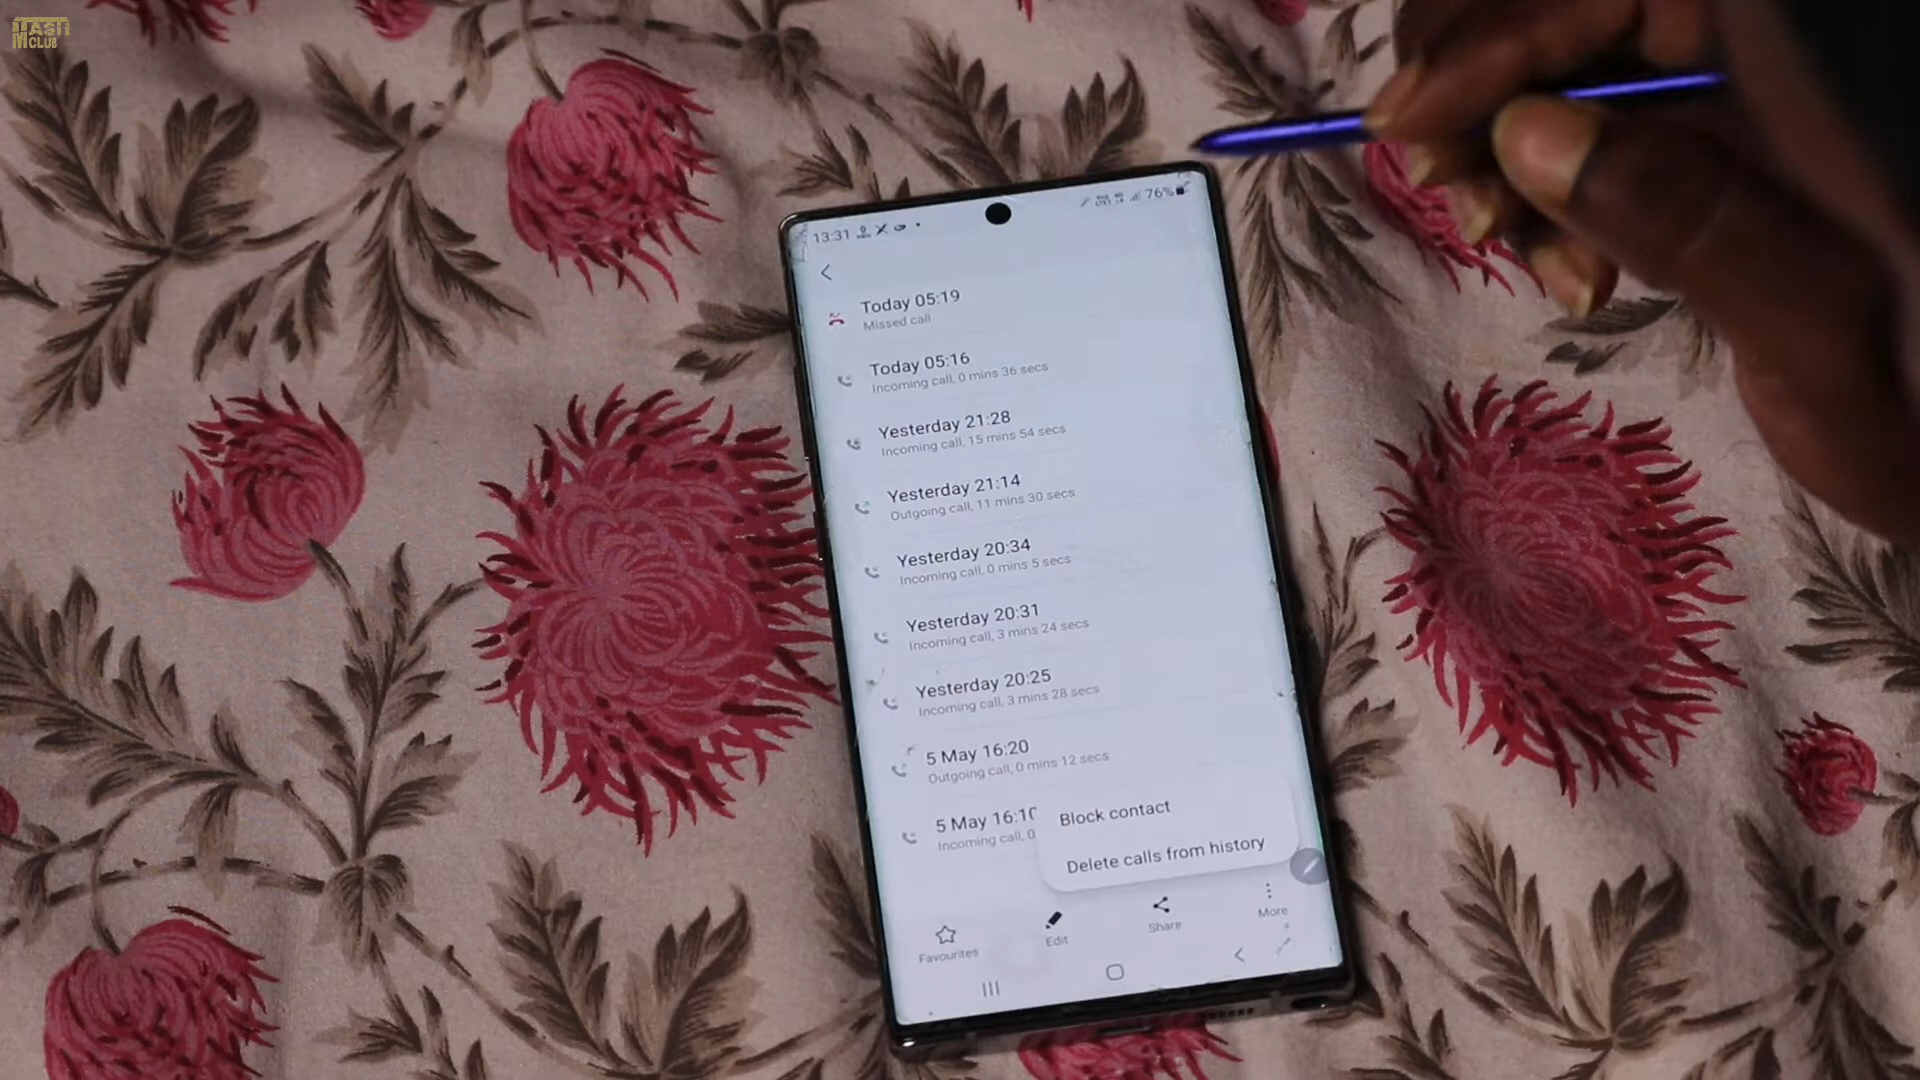 MASH
CLUB
13:31
76%
Today 05:19
Missed call
Today 05:16
Incoming call, 0 mins 36 secs
Yesterday 21:28
Incoming call, 15 mins 54 secs
Yesterday 21:14
Outgoing call, 11 mins 30 secs
Yesterday 20:34
Incoming call, 0 mins 5 secs
Yesterday 20:31
Incoming call, 3 mins 24 secs
Yesterday 20:25
Incoming call, 3 mins 28 secs
5 May 16:20
Outgoing call, 0 mins 12 secs
5 May 16:10
Incoming call, 0
Block contact
Delete calls from history
Favourites
Edit
Share
More